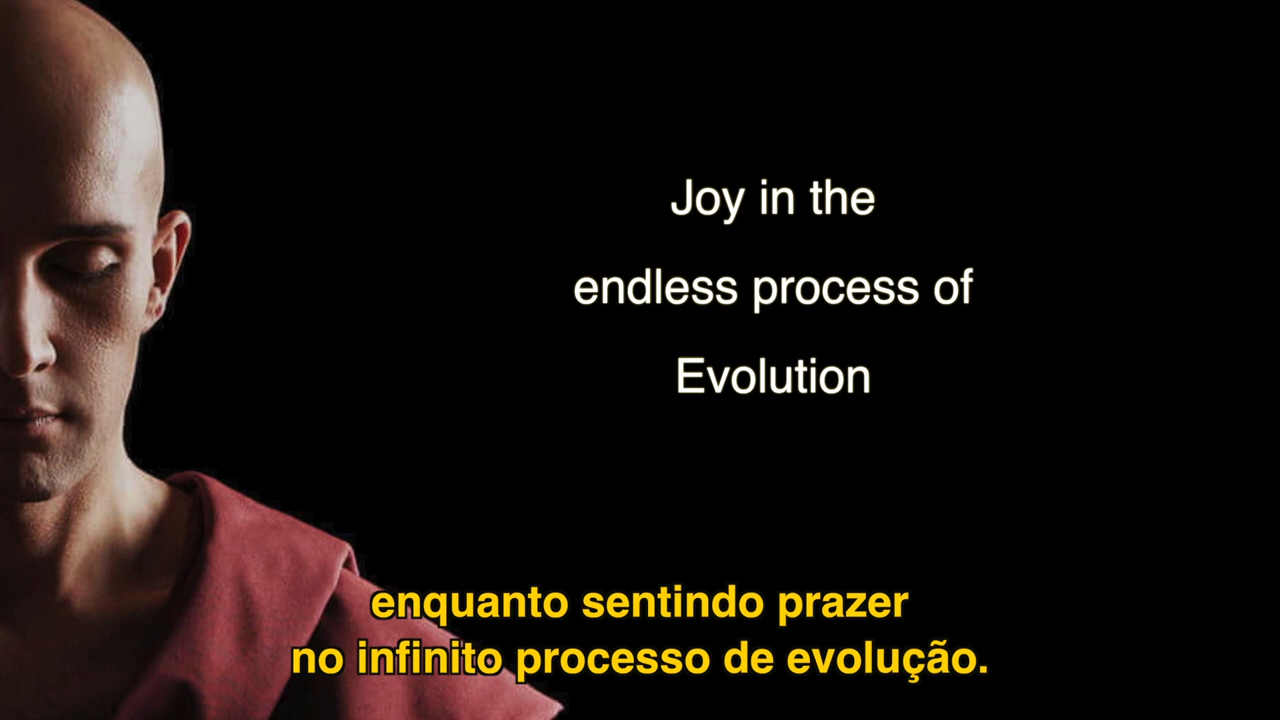 Joy in the
endless process of
Evolution
enquanto sentindo prazer
no infinito processo de evolução.